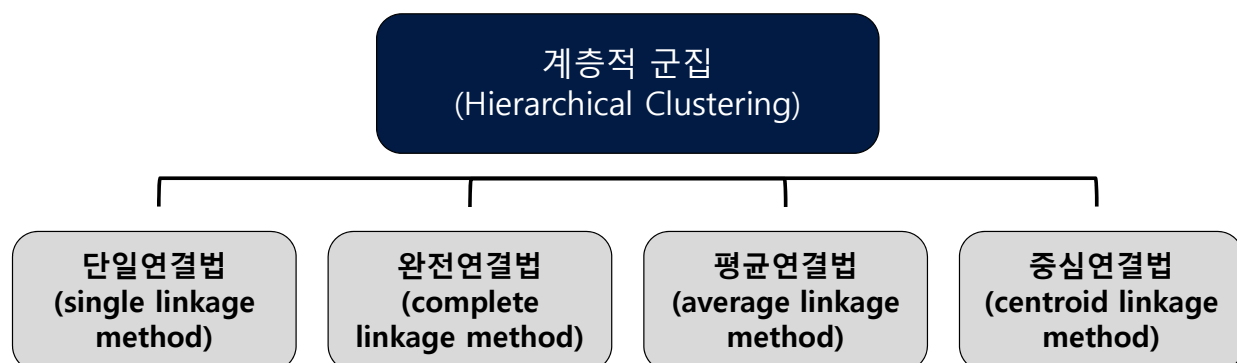 계층적 군집
(Hierarchical Clustering)
단일연결법
(single linkage
method)
완전연결법
(complete
linkage method)
평균연결법
(average linkage
method)
중심연결법
(centroid linkage
method)